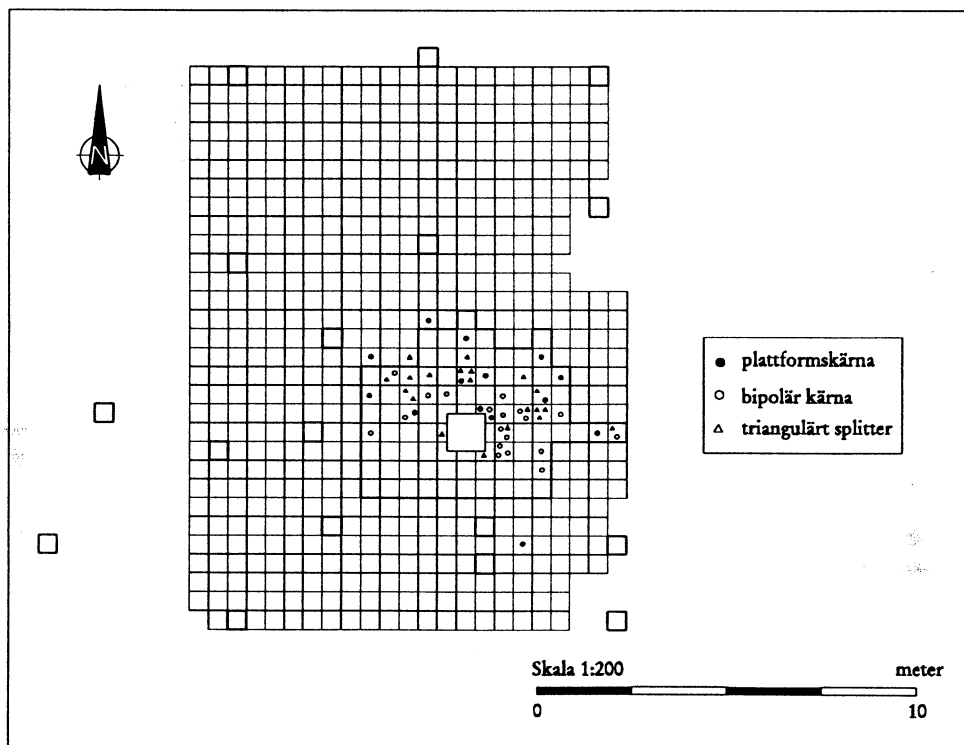 N
plattformskärna
bipolär kärna
triangulärt splitter
Skala 1:200 meter
0 10